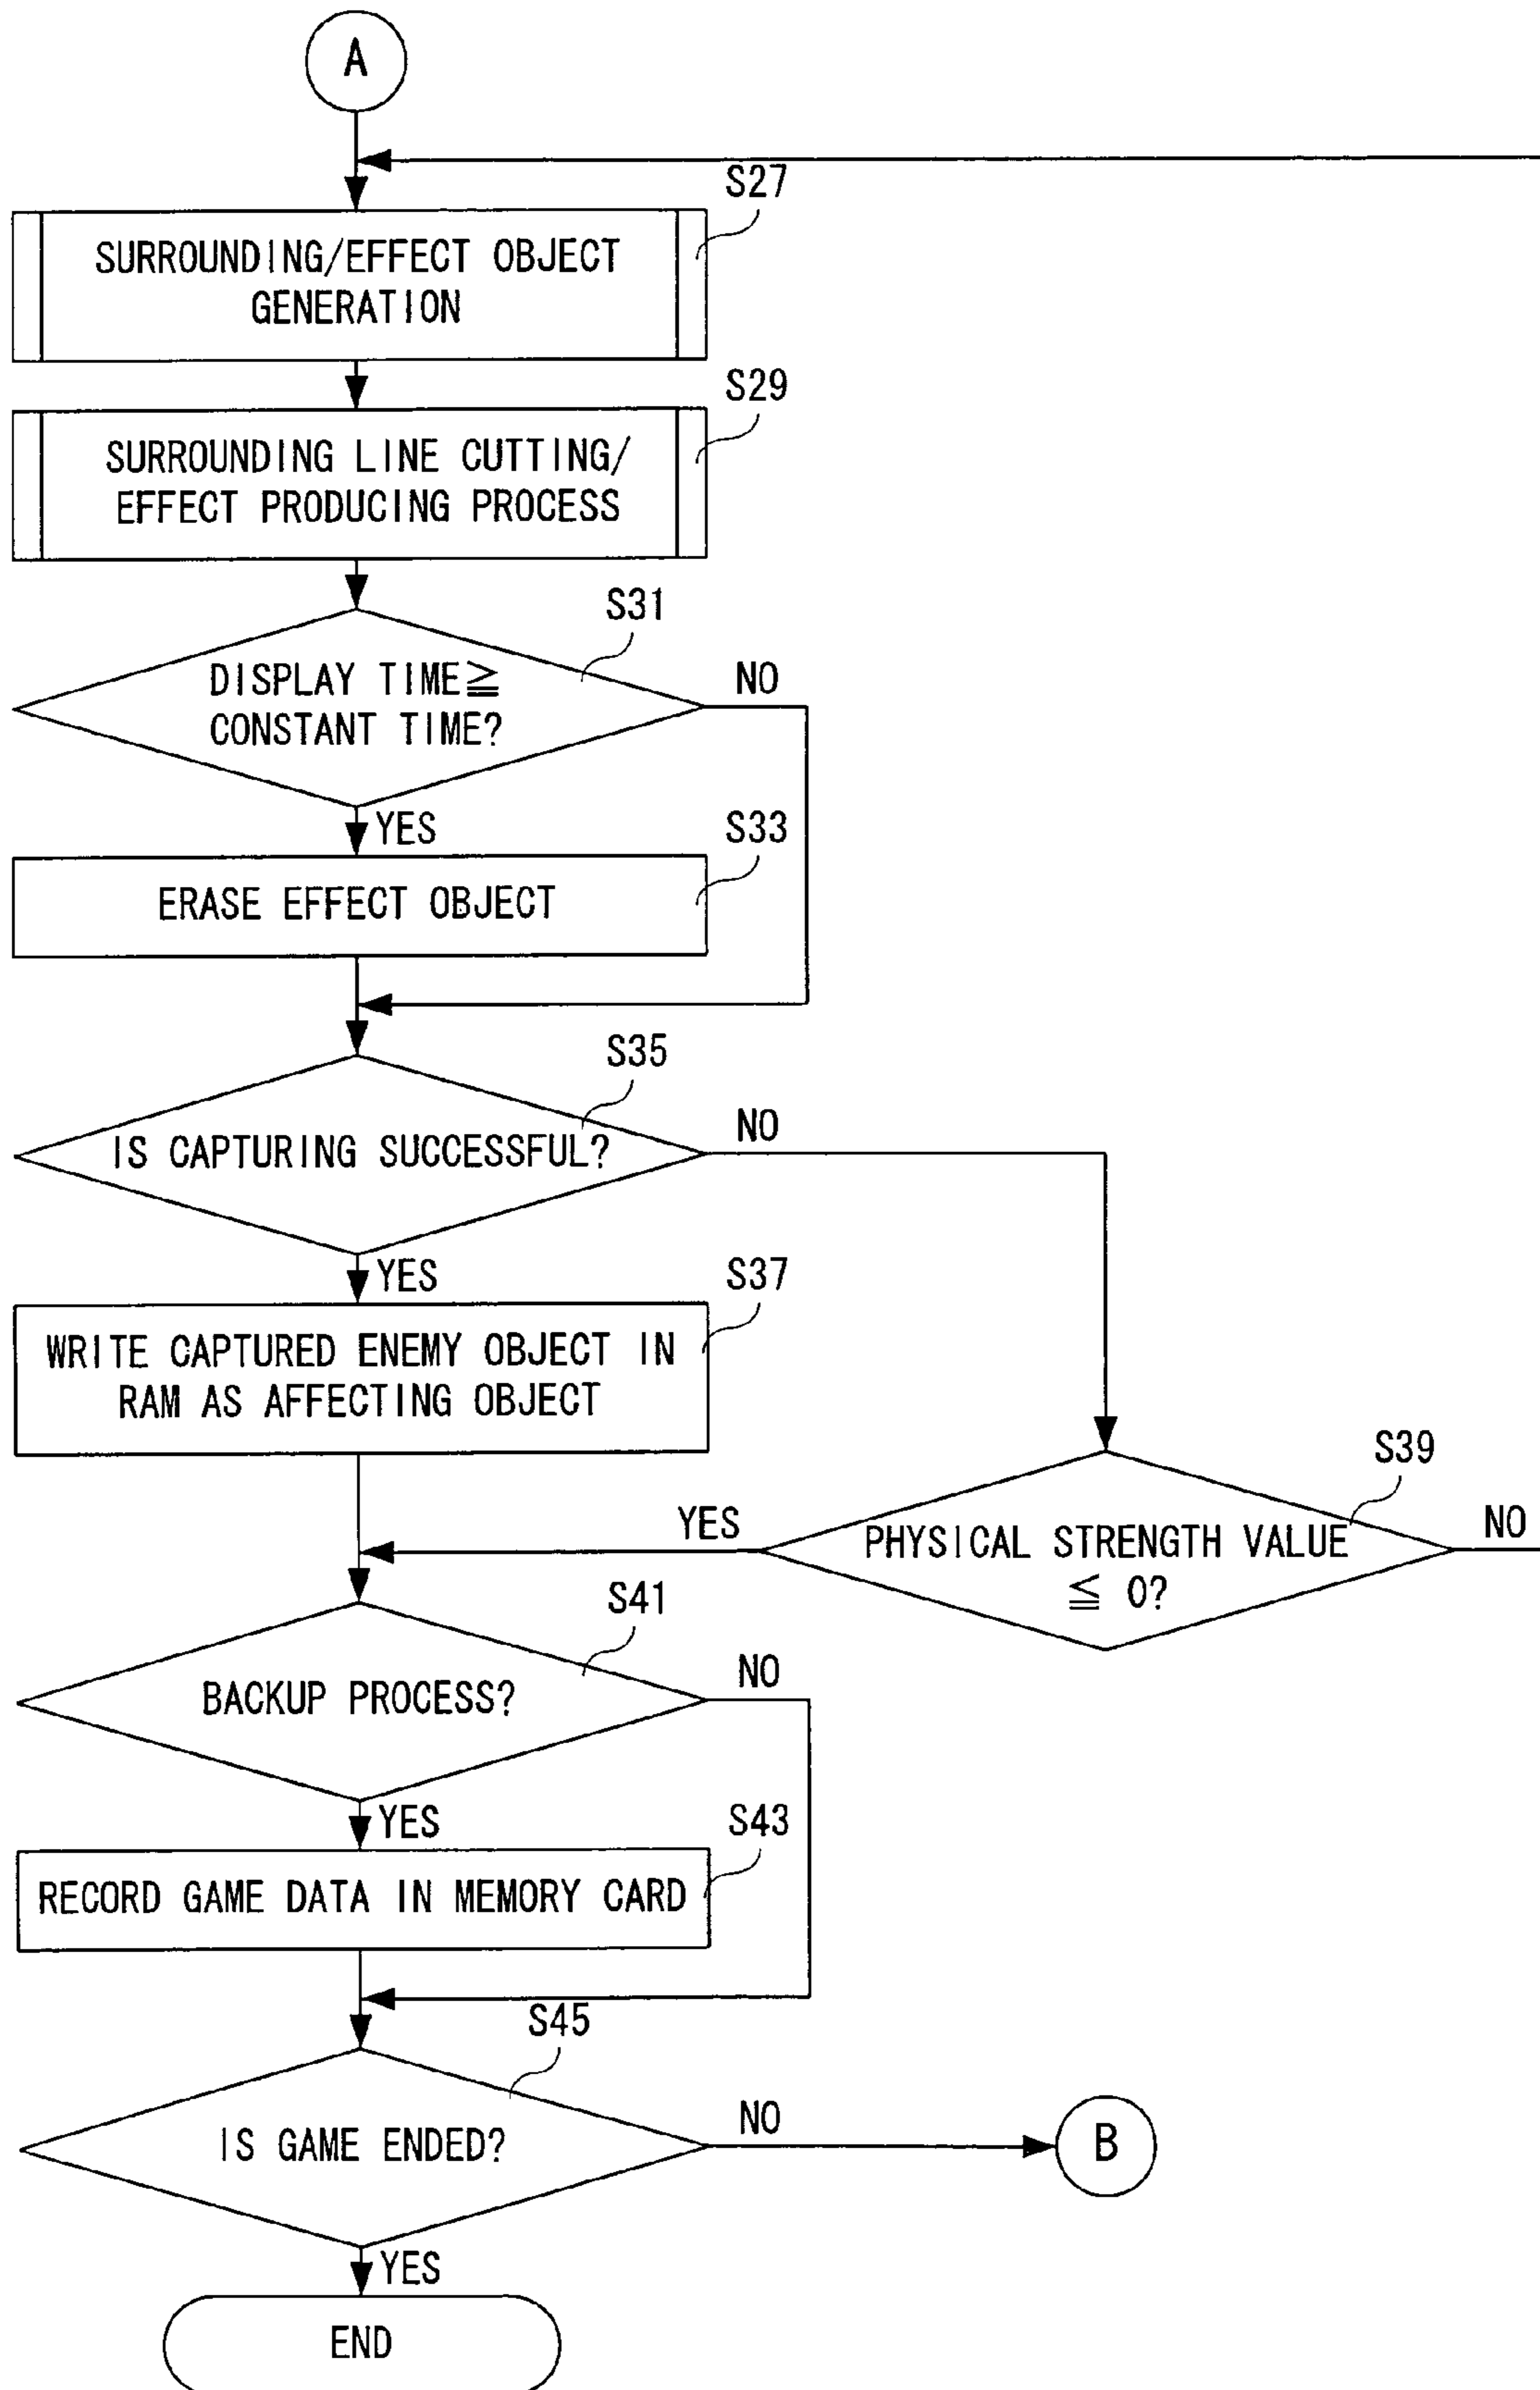 A
S27
SURROUNDING/EFFECT OBJECT
GENERATION
S29
SURROUNDING LINE CUTTING/
EFFECT PRODUCING PROCESS
S31
DISPLAY TIME≧
CONSTANT TIME?
NO
YES
S33
ERASE EFFECT OBJECT
S35
IS CAPTURING SUCCESSFUL?
NO
YES
S37
WRITE CAPTURED ENEMY OBJECT IN
RAM AS AFFECTING OBJECT
S39
PHYSICAL STRENGTH VALUE
≦ 0?
YES
NO
S41
BACKUP PROCESS?
NO
YES
S43
RECORD GAME DATA IN MEMORY CARD
S45
IS GAME ENDED?
NO
B
YES
END